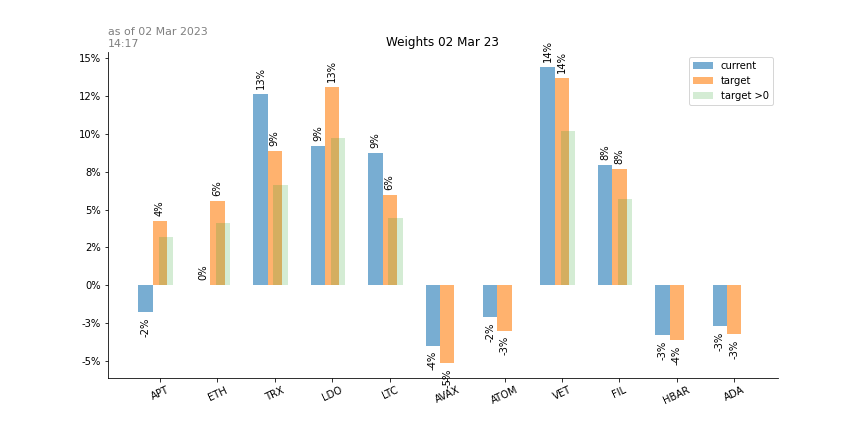 as of 02 Mar 2023
14:17
Weights 02 Mar 23
current
target
target >0
15%
12%
10%
8%
5%
2%
0%
-3%
-5%
-2%
4%
0%
6%
13%
9%
9%
13%
9%
6%
-4%
-5%
-2%
-3%
14%
14%
8%
8%
-3%
-4%
-3%
-3%
APT
ETH
TRX
LDO
LTC
AVAX
ATOM
VET
FIL
HBAR
ADA